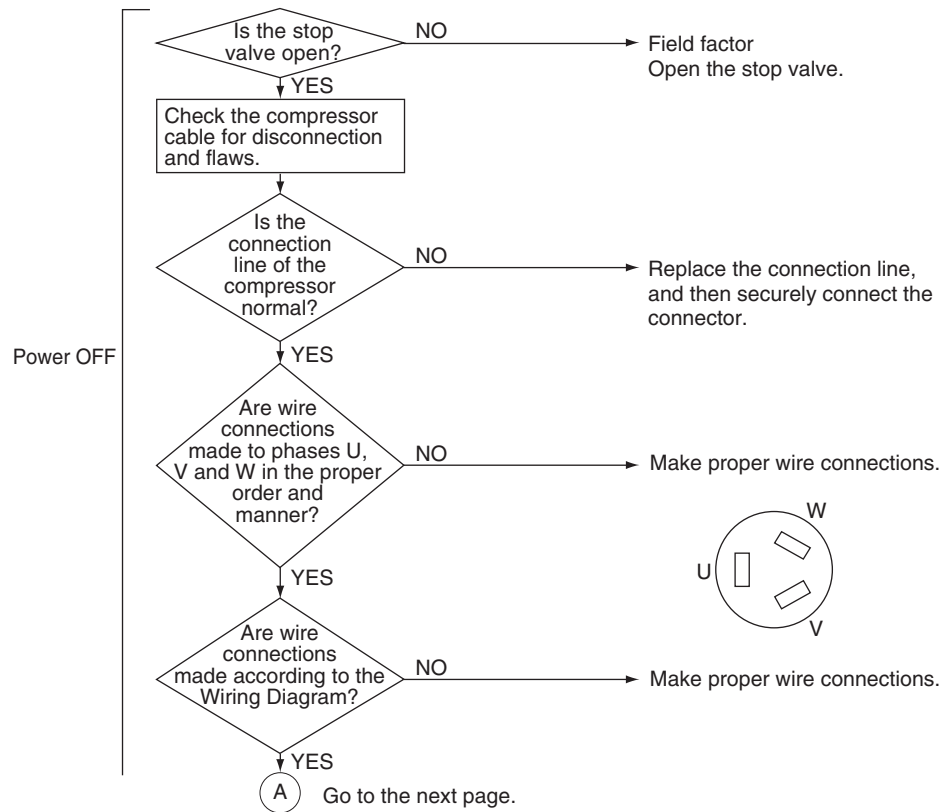 Is the stop
valve open?
NO
Field factor
Open the stop valve.
YES
Check the compressor
cable for disconnection
and flaws.
Is the
connection
line of the
compressor
normal?
NO
Replace the connection line,
and then securely connect the
connector.
Power OFF
YES
Are wire
connections
made to phases U,
V and W in the proper
order and
manner?
NO
Make proper wire connections.
W
U
V
YES
Are wire
connections
made according to the
Wiring Diagram?
NO
Make proper wire connections.
YES
A
Go to the next page.